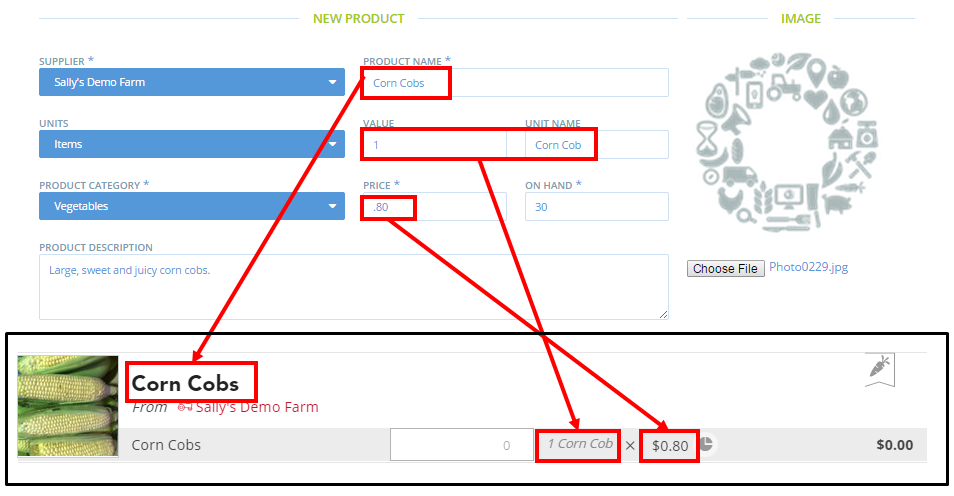 NEW PRODUCT IMAGE
SUPPLIER * PRODUCT NAME *
Sally's Demo Farm Corn Cobs
UNITS VALUE UNIT NAME
Items 1 Corn Cob
PRODUCT CATEGORY * PRICE * ON HAND *
Vegetables .80 30
PRODUCT DESCRIPTION
Large, sweet and juicy corn cobs.
Choose File Photo0229.jpg
Corn Cobs
From Sally's Demo Farm
Corn Cobs 0 1 Corn Cob × $0.80 $0.00